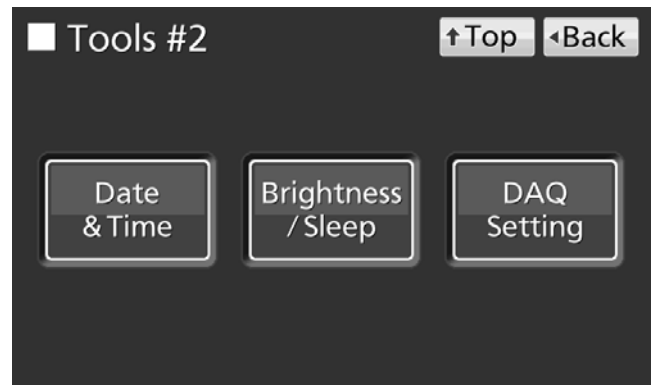 Tools #2
↑Top
◂Back
Date
& Time
Brightness
/ Sleep
DAQ
Setting